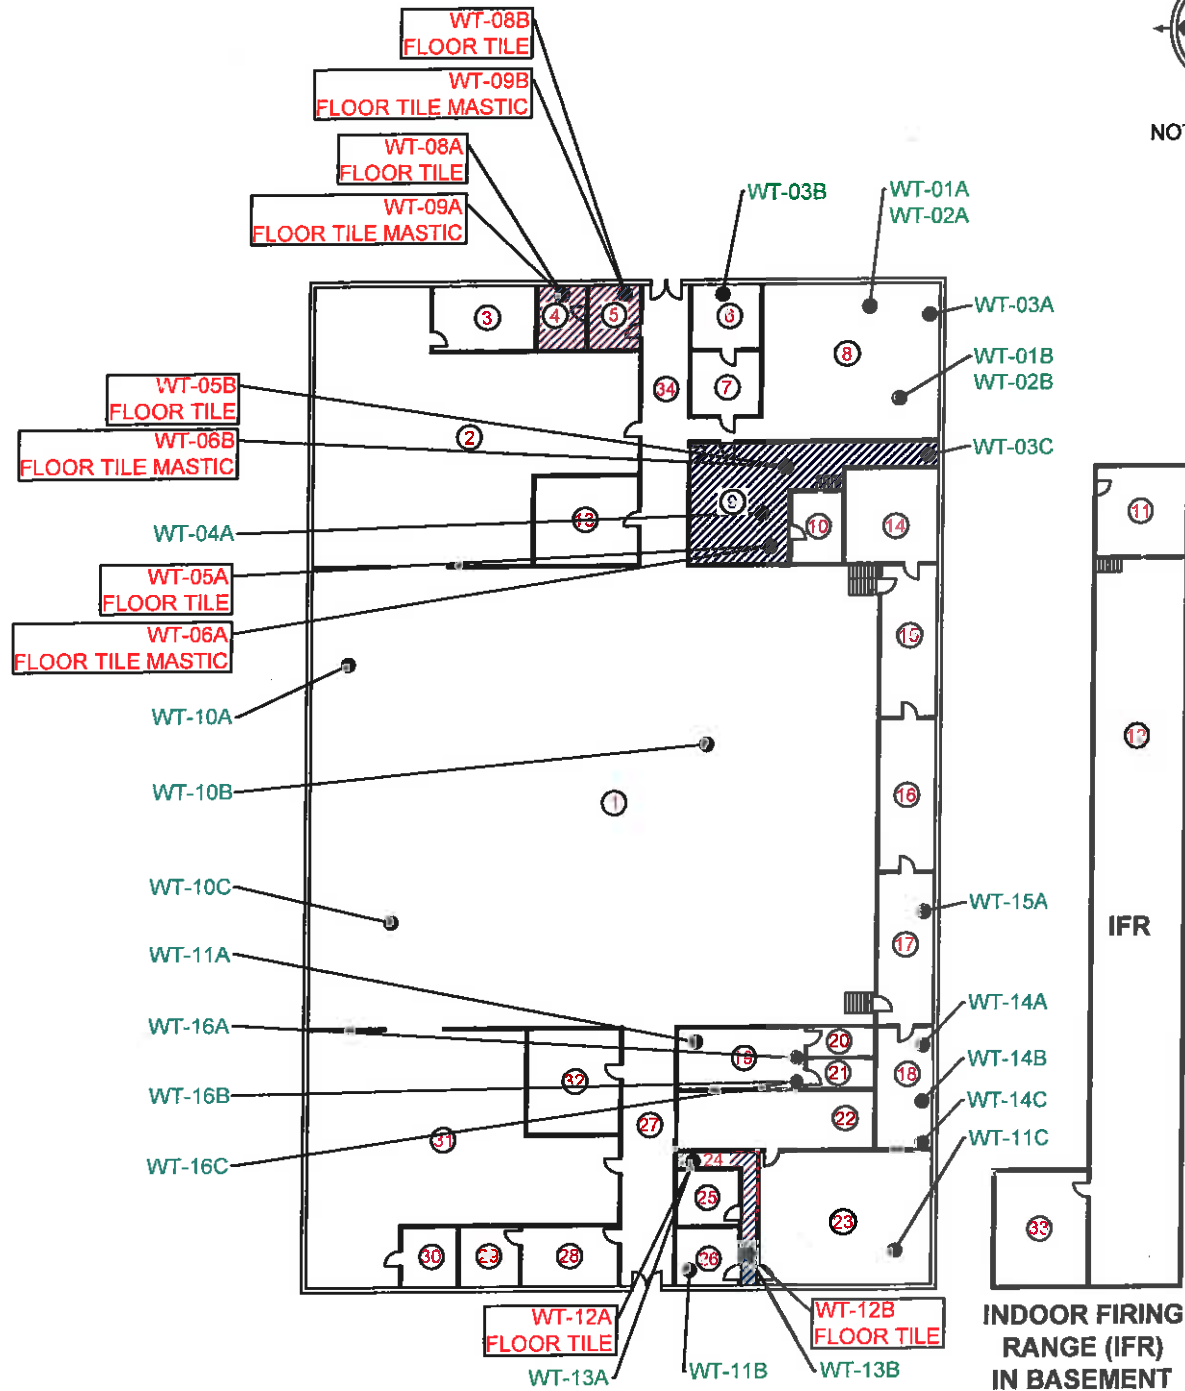 WT-08B
FLOOR TILE
WT-09B
FLOOR TILE MASTIC
WT-08A
FLOOR TILE
WT-09A
FLOOR TILE MASTIC
WT-03B
WT-01A
WT-02A
WT-03A
WT-01B
WT-02B
WT-03C
3
4
5
6
8
7
34
2
WT-05B
FLOOR TILE
WT-06B
FLOOR TILE MASTIC
WT-04A
WT-05A
FLOOR TILE
WT-06A
FLOOR TILE MASTIC
13
9
10
14
11
15
12
WT-10A
WT-10B
1
16
WT-10C
WT-15A
17
IFR
WT-11A
WT-16A
WT-16B
WT-16C
WT-14A
WT-14B
WT-14C
WT-11C
19
20
21
18
32
22
27
31
24
25
23
26
30
29
28
33
WT-12A
FLOOR TILE
WT-13A
WT-11B
WT-12B
FLOOR TILE
WT-13B
INDOOR FIRING
RANGE (IFR)
IN BASEMENT